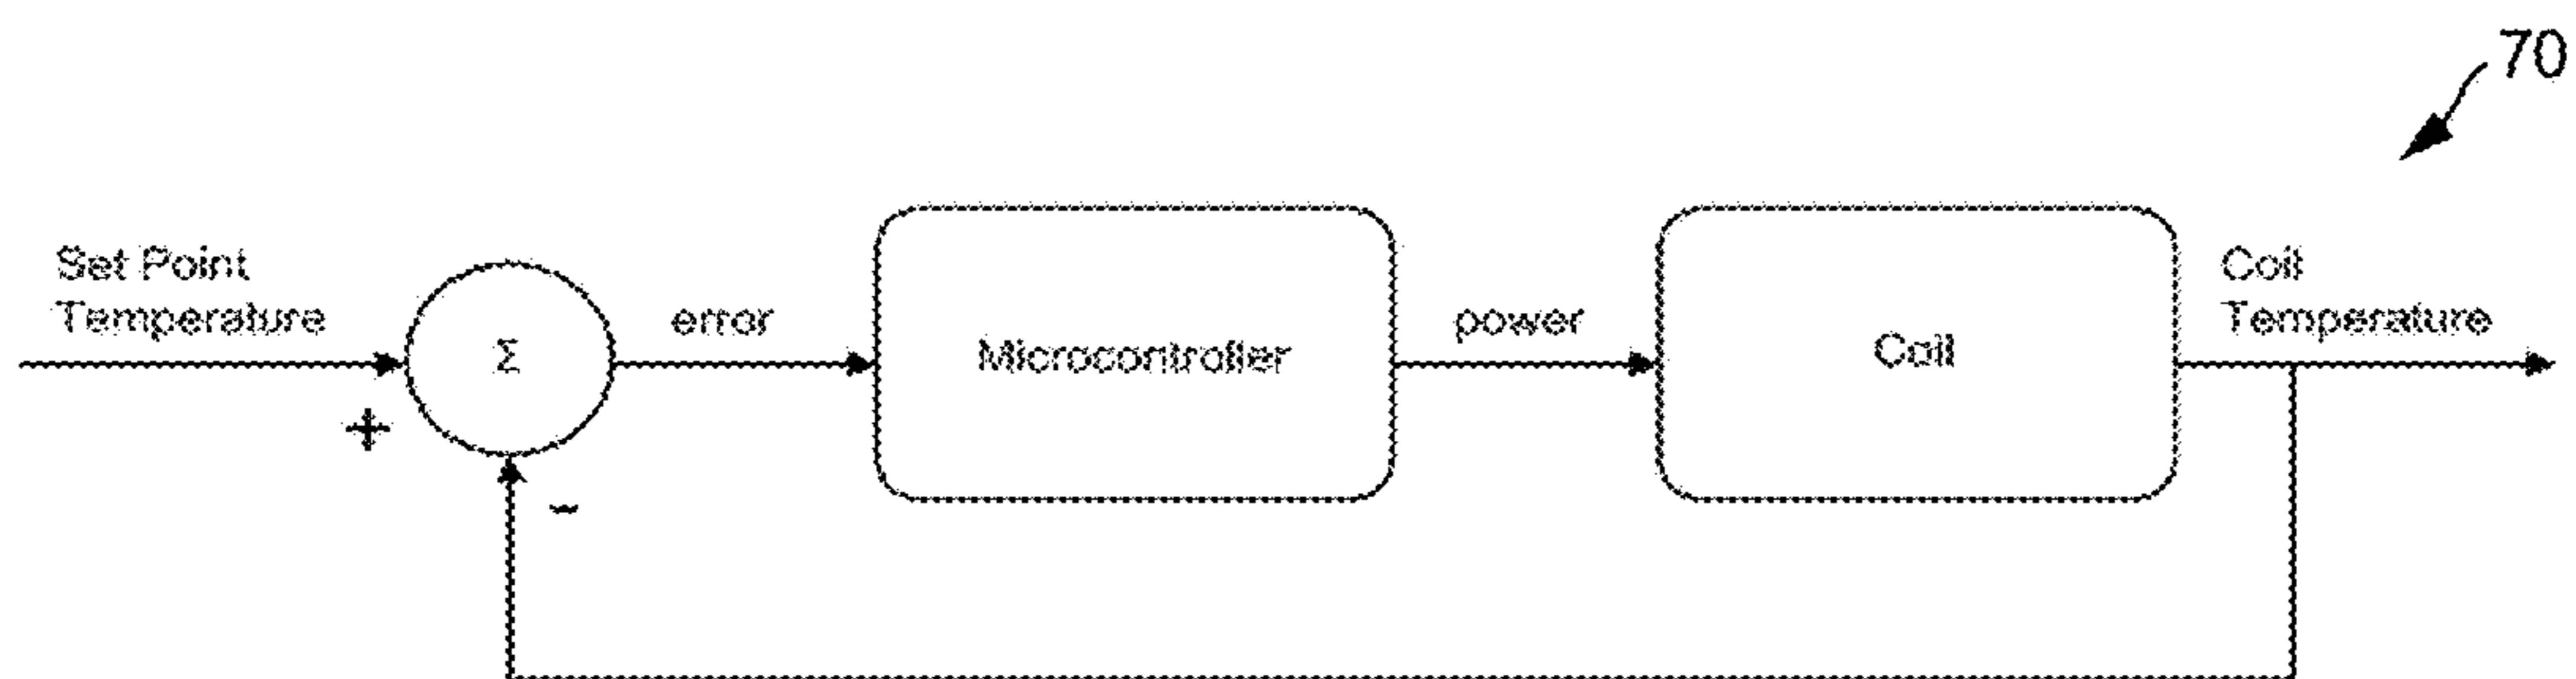 70
Set Point
Temperature
+
Σ
−
error
Microcontroller
power
Coil
Coil
Temperature